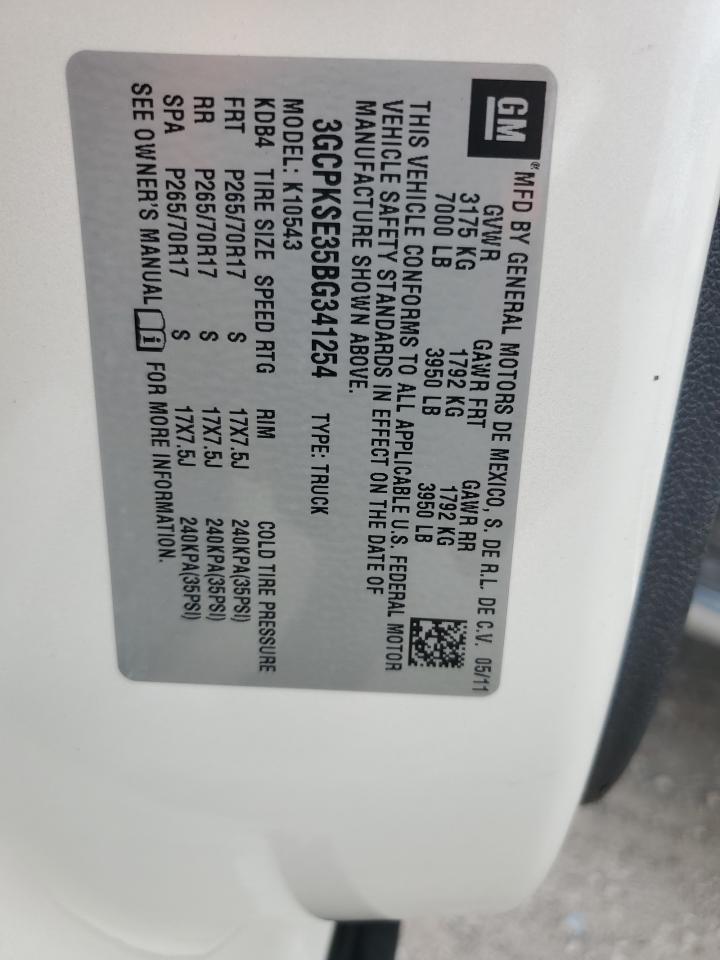 GM
® MFD BY GENERAL MOTORS DE MEXICO, S. DE R.L. DE C.V. 05/11
GVWR GAWR FRT GAWR RR
3175 KG 1792 KG 1792 KG
7000 LB 3950 LB 3950 LB
THIS VEHICLE CONFORMS TO ALL APPLICABLE U.S. FEDERAL MOTOR
VEHICLE SAFETY STANDARDS IN EFFECT ON THE DATE OF
MANUFACTURE SHOWN ABOVE.
3GCPKSE35BG341254 TYPE: TRUCK
MODEL: K10543
KDB4 TIRE SIZE SPEED RTG RIM COLD TIRE PRESSURE
FRT P265/70R17 S 17X7.5J 240KPA(35PSI)
RR P265/70R17 S 17X7.5J 240KPA(35PSI)
SPA P265/70R17 S 17X7.5J 240KPA(35PSI)
SEE OWNER'S MANUAL FOR MORE INFORMATION.